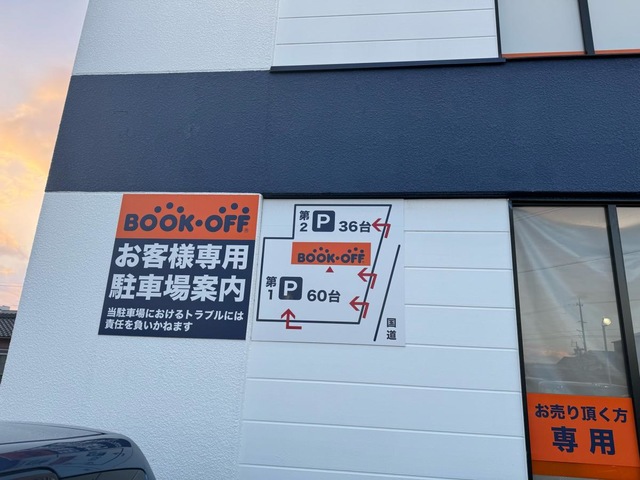 BOOK・OFF
お客様専用
駐車場案内
当駐車場におけるトラブルには
責任を負いかねます
第2 P 36台
BOOK・OFF
第1 P 60台
国道
お売り頂く方
専用